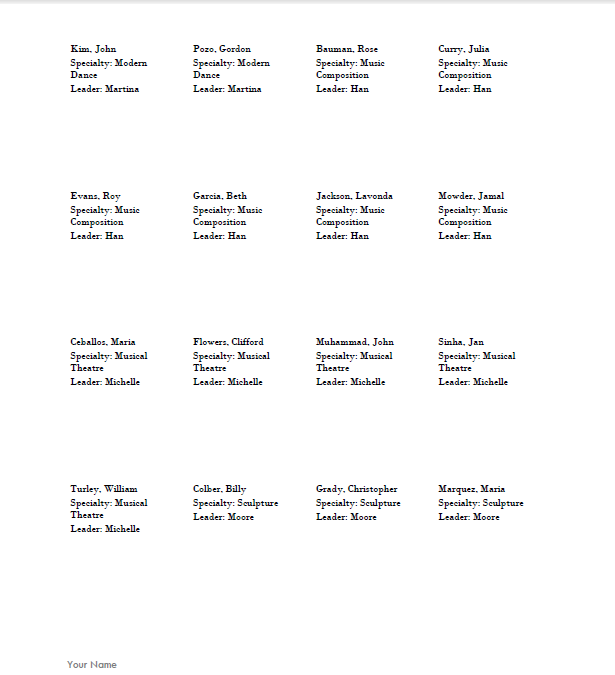 Kim, John
Specialty: Modern
Dance
Leader: Martina
Pozo, Gordon
Specialty: Modern
Dance
Leader: Martina
Bauman, Rose
Specialty: Music
Composition
Leader: Han
Curry, Julia
Specialty: Music
Composition
Leader: Han
Evans, Roy
Specialty: Music
Composition
Leader: Han
Garcia, Beth
Specialty: Music
Composition
Leader: Han
Jackson, Lavonda
Specialty: Music
Composition
Leader: Han
Mowder, Jamal
Specialty: Music
Composition
Leader: Han
Ceballos, Maria
Specialty: Musical
Theatre
Leader: Michelle
Flowers, Clifford
Specialty: Musical
Theatre
Leader: Michelle
Muhammad, John
Specialty: Musical
Theatre
Leader: Michelle
Sinha, Jan
Specialty: Musical
Theatre
Leader: Michelle
Turley, William
Specialty: Musical
Theatre
Leader: Michelle
Colber, Billy
Specialty: Sculpture
Leader: Moore
Grady, Christopher
Specialty: Sculpture
Leader: Moore
Marquez, Maria
Specialty: Sculpture
Leader: Moore
Your Name